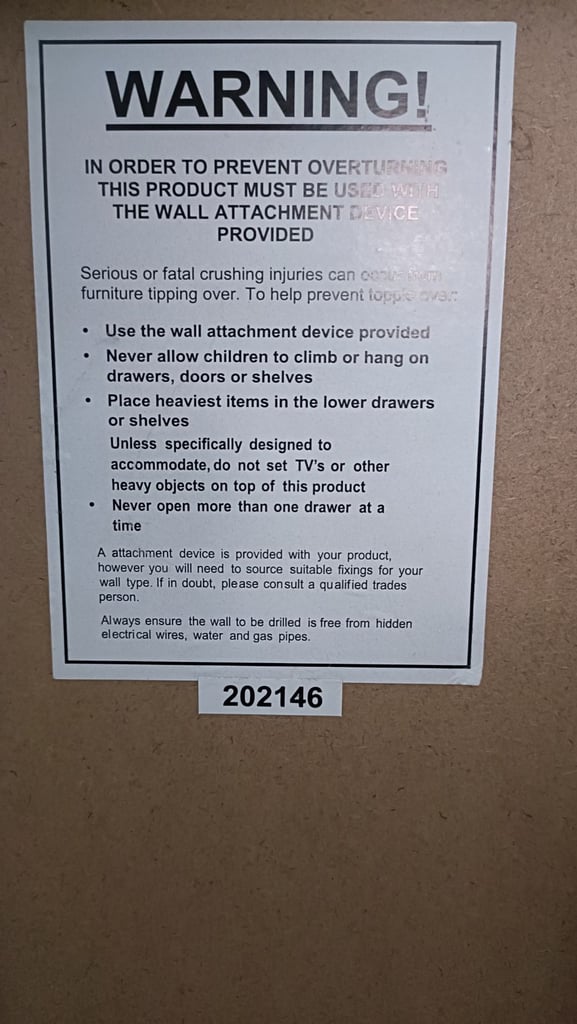 WARNING!
IN ORDER TO PREVENT OVERTURNING
THIS PRODUCT MUST BE USED WITH
THE WALL ATTACHMENT DEVICE
PROVIDED
Serious or fatal crushing injuries can occur from
furniture tipping over. To help prevent topple over:
• Use the wall attachment device provided
• Never allow children to climb or hang on
drawers, doors or shelves
• Place heaviest items in the lower drawers
or shelves
Unless specifically designed to
accommodate, do not set TV's or other
heavy objects on top of this product
• Never open more than one drawer at a
time
A attachment device is provided with your product,
however you will need to source suitable fixings for your
wall type. If in doubt, please consult a qualified trades
person.
Always ensure the wall to be drilled is free from hidden
electrical wires, water and gas pipes.
202146